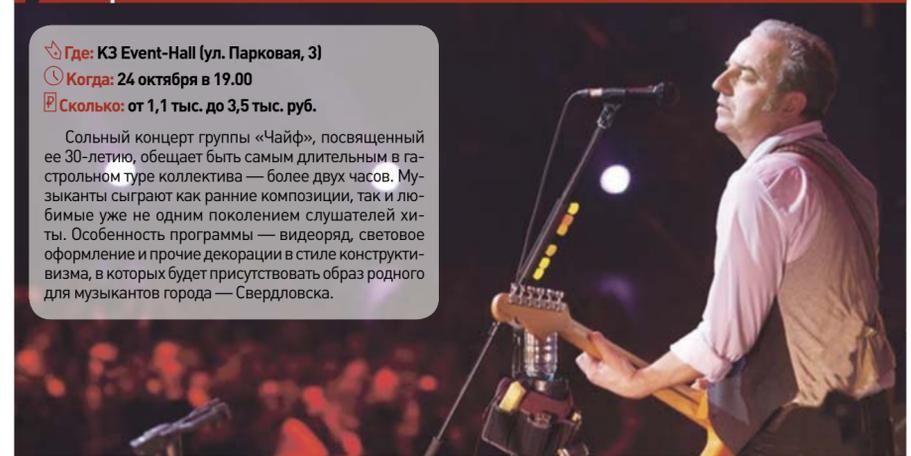 Где: КЗ Event-Hall (ул. Парковая, 3)
Когда: 24 октября в 19.00
Сколько: от 1,1 тыс. до 3,5 тыс. руб.
Сольный концерт группы «Чайф», посвященный
ее 30-летию, обещает быть самым длительным в га-
строльном туре коллектива — более двух часов. Му-
зыканты сыграют как ранние композиции, так и лю-
бимые уже не одним поколением слушателей хи-
ты. Особенность программы — видеоряд, световое
оформление и прочие декорации в стиле конструкти-
визма, в которых будет присутствовать образ родного
для музыкантов города — Свердловска.